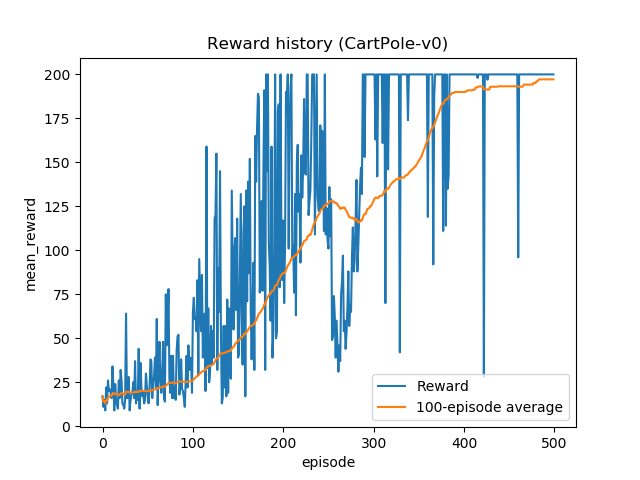 Reward history (CartPole-v0)
200
175
150
125
100
75
50
25
0
mean_reward
0 100 200 300 400 500
episode
Reward
100-episode average